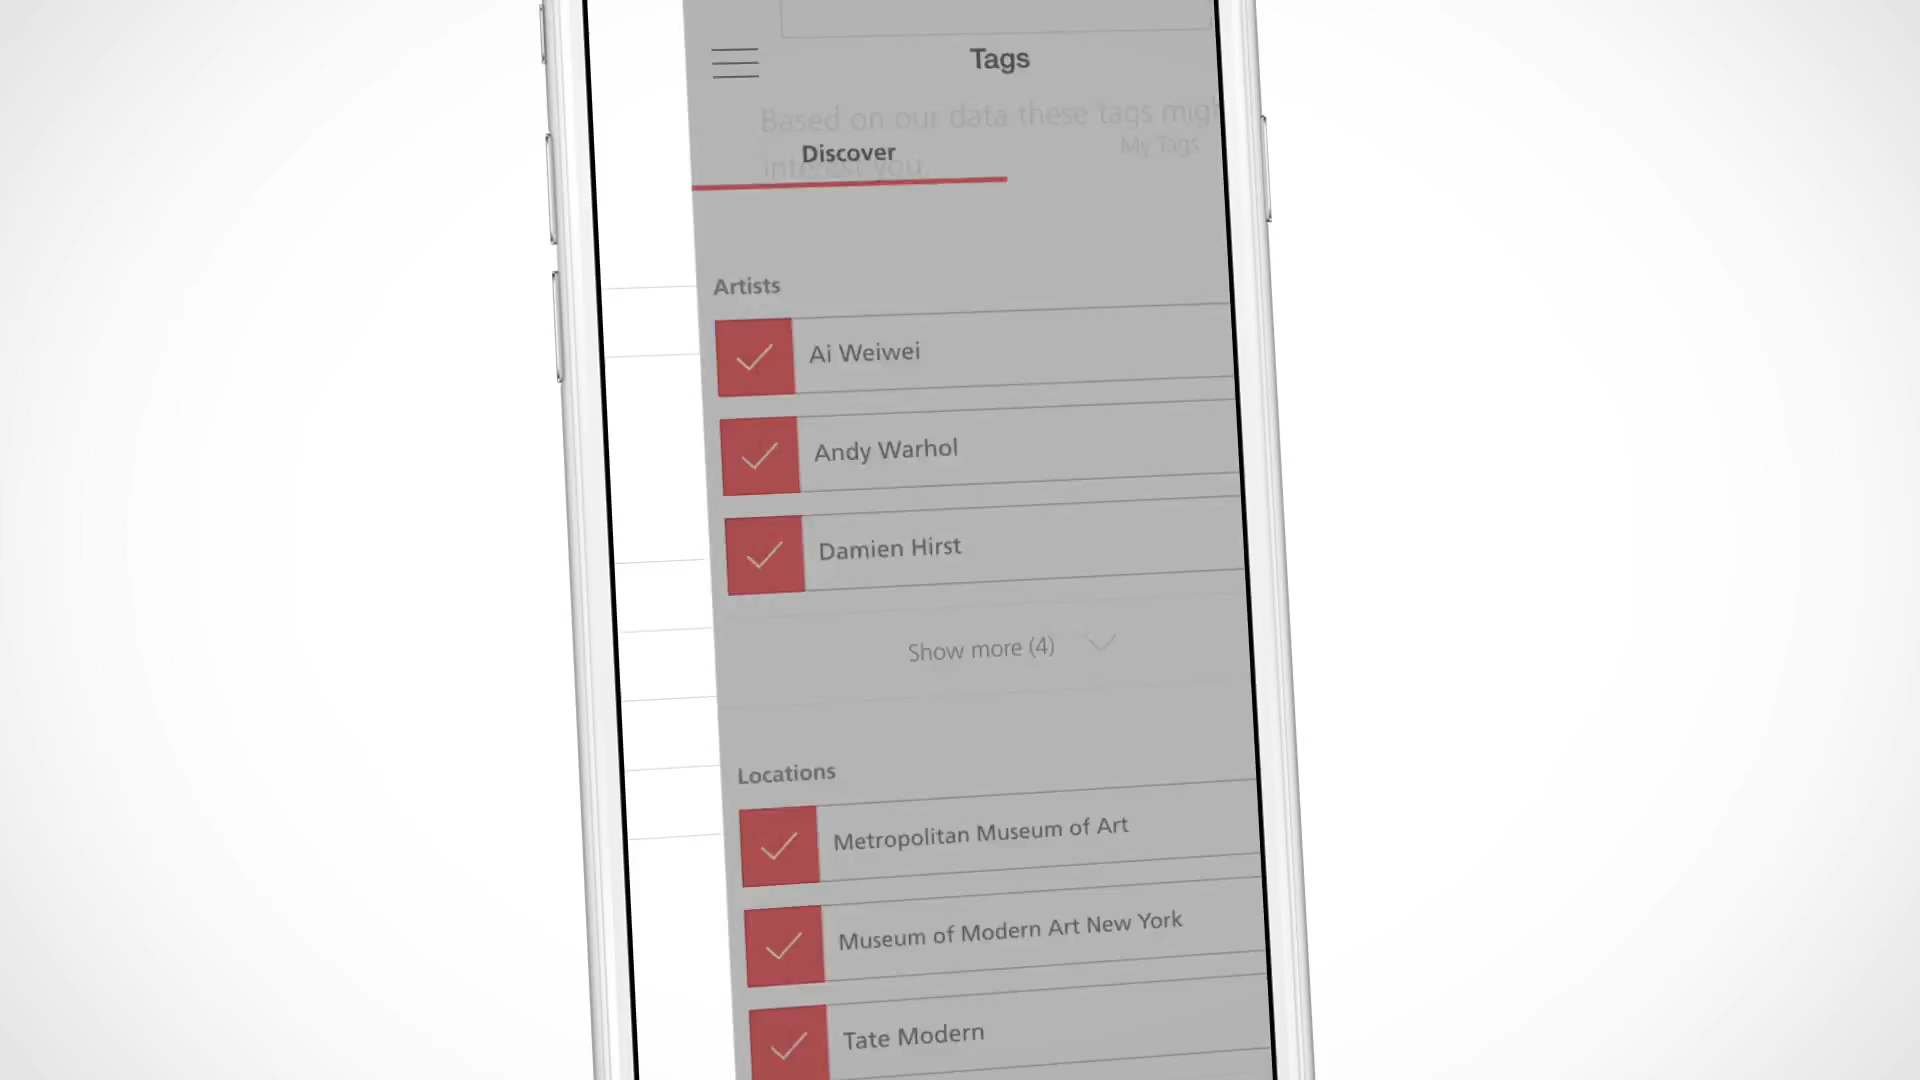 Tags
Based on our data these tags migh
My Tags
Discover
interest you.
Artists
Ai Weiwei
Andy Warhol
Damien Hirst
Show more (4)
Locations
Metropolitan Museum of Art
Museum of Modern Art New York
Tate Modern